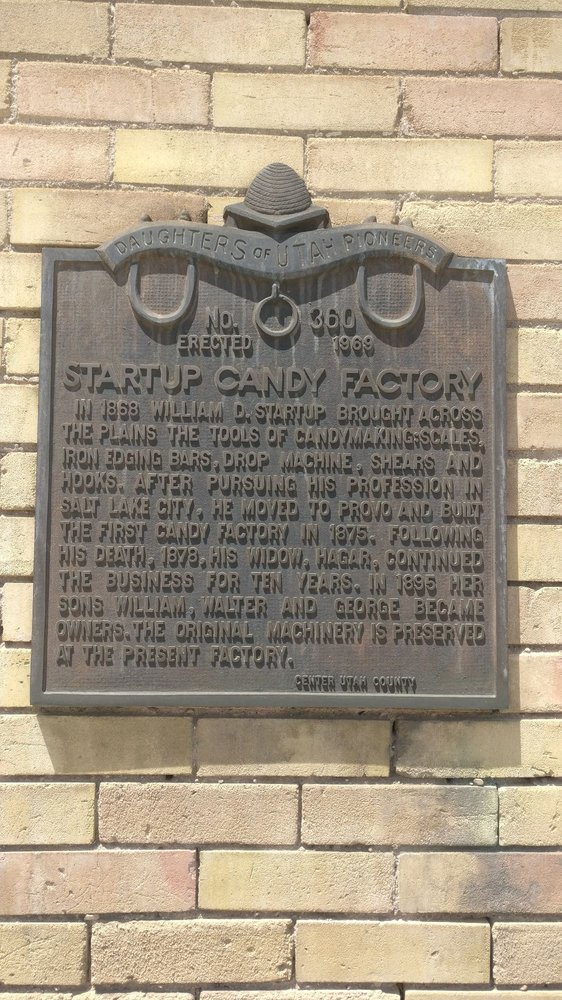 DAUGHTERS OF UTAH PIONEERS
No. 360
ERECTED 1969
STARTUP CANDY FACTORY
IN 1868 WILLIAM D. STARTUP BROUGHT ACROSS
THE PLAINS THE TOOLS OF CANDYMAKING:SCALES,
IRON EDGING BARS, DROP MACHINE, SHEARS AND
HOOKS. AFTER PURSUING HIS PROFESSION IN
SALT LAKE CITY, HE MOVED TO PROVO AND BUILT
THE FIRST CANDY FACTORY IN 1875. FOLLOWING
HIS DEATH, 1878, HIS WIDOW, HAGAR, CONTINUED
THE BUSINESS FOR TEN YEARS. IN 1895 HER
SONS WILLIAM, WALTER AND GEORGE BECAME
OWNERS. THE ORIGINAL MACHINERY IS PRESERVED
AT THE PRESENT FACTORY.
CENTER UTAH COUNTY